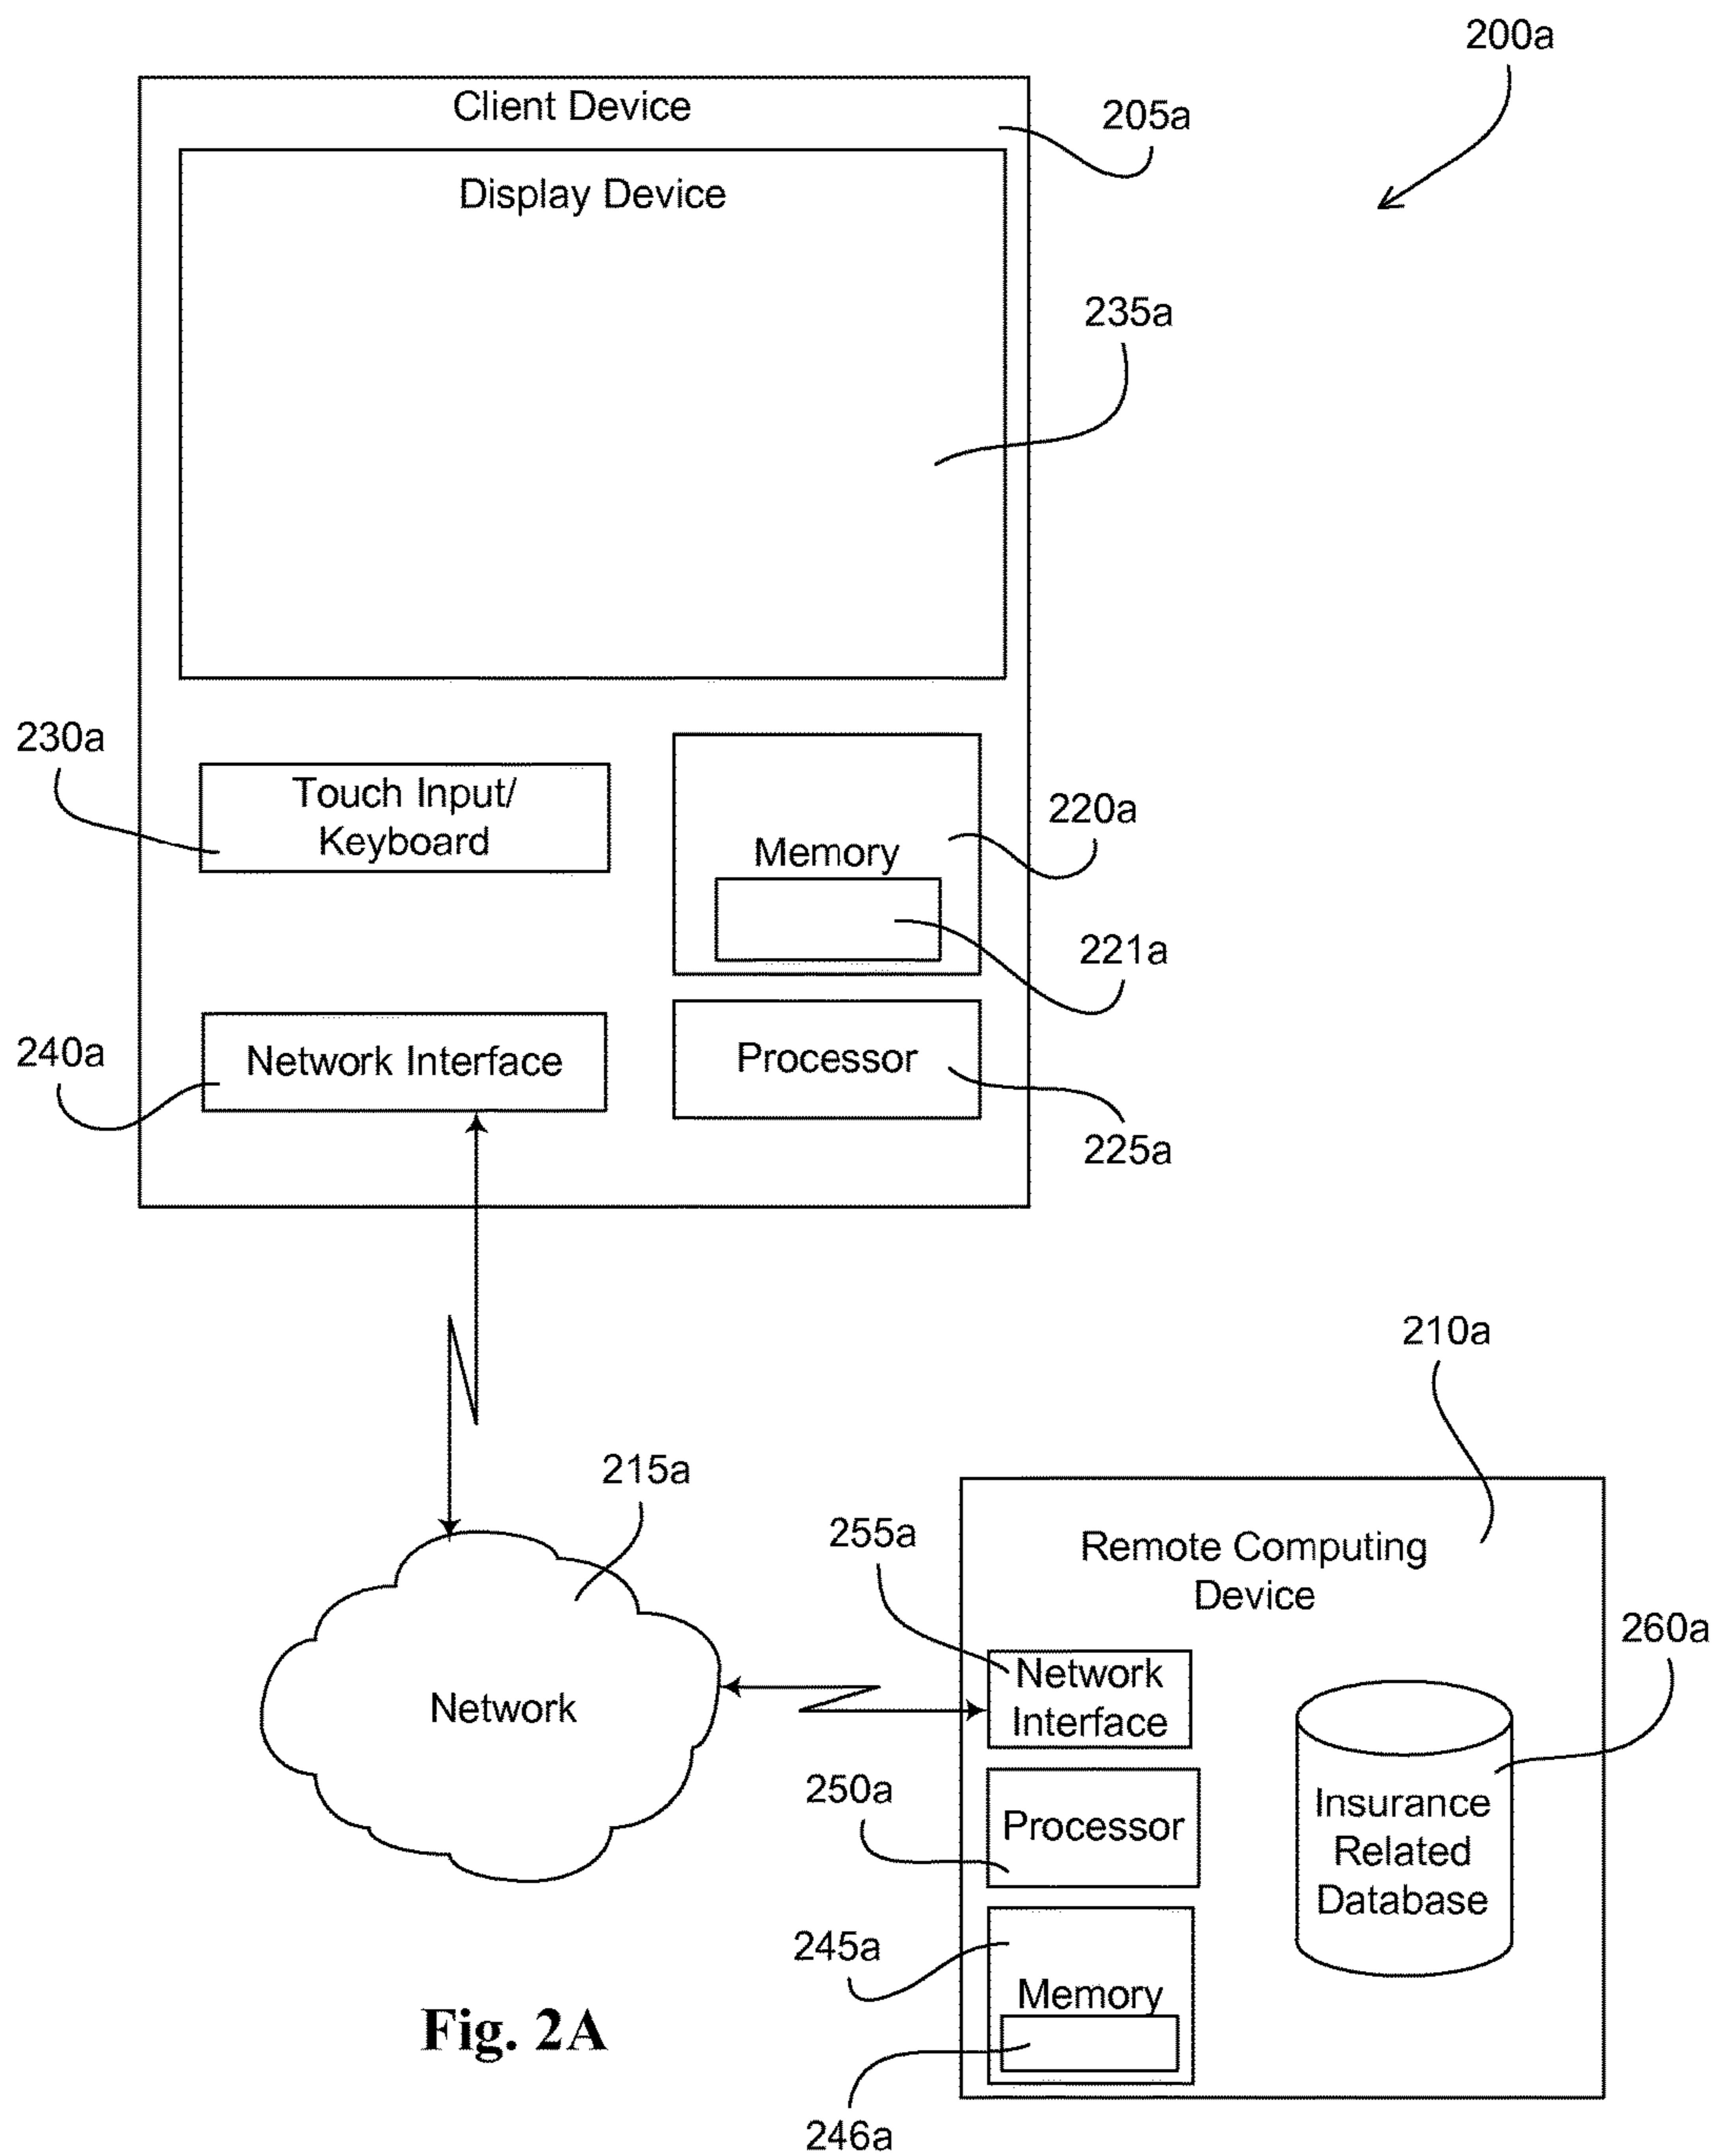 200a
Client Device
205a
Display Device
235a
230a
Touch Input/
Keyboard
220a
Memory
221a
240a
Network Interface
Processor
225a
210a
215a
255a
Remote Computing
Device
260a
Network
Network
Interface
250a
Processor
Insurance
Related
Database
245a
Memory
246a
Fig. 2A